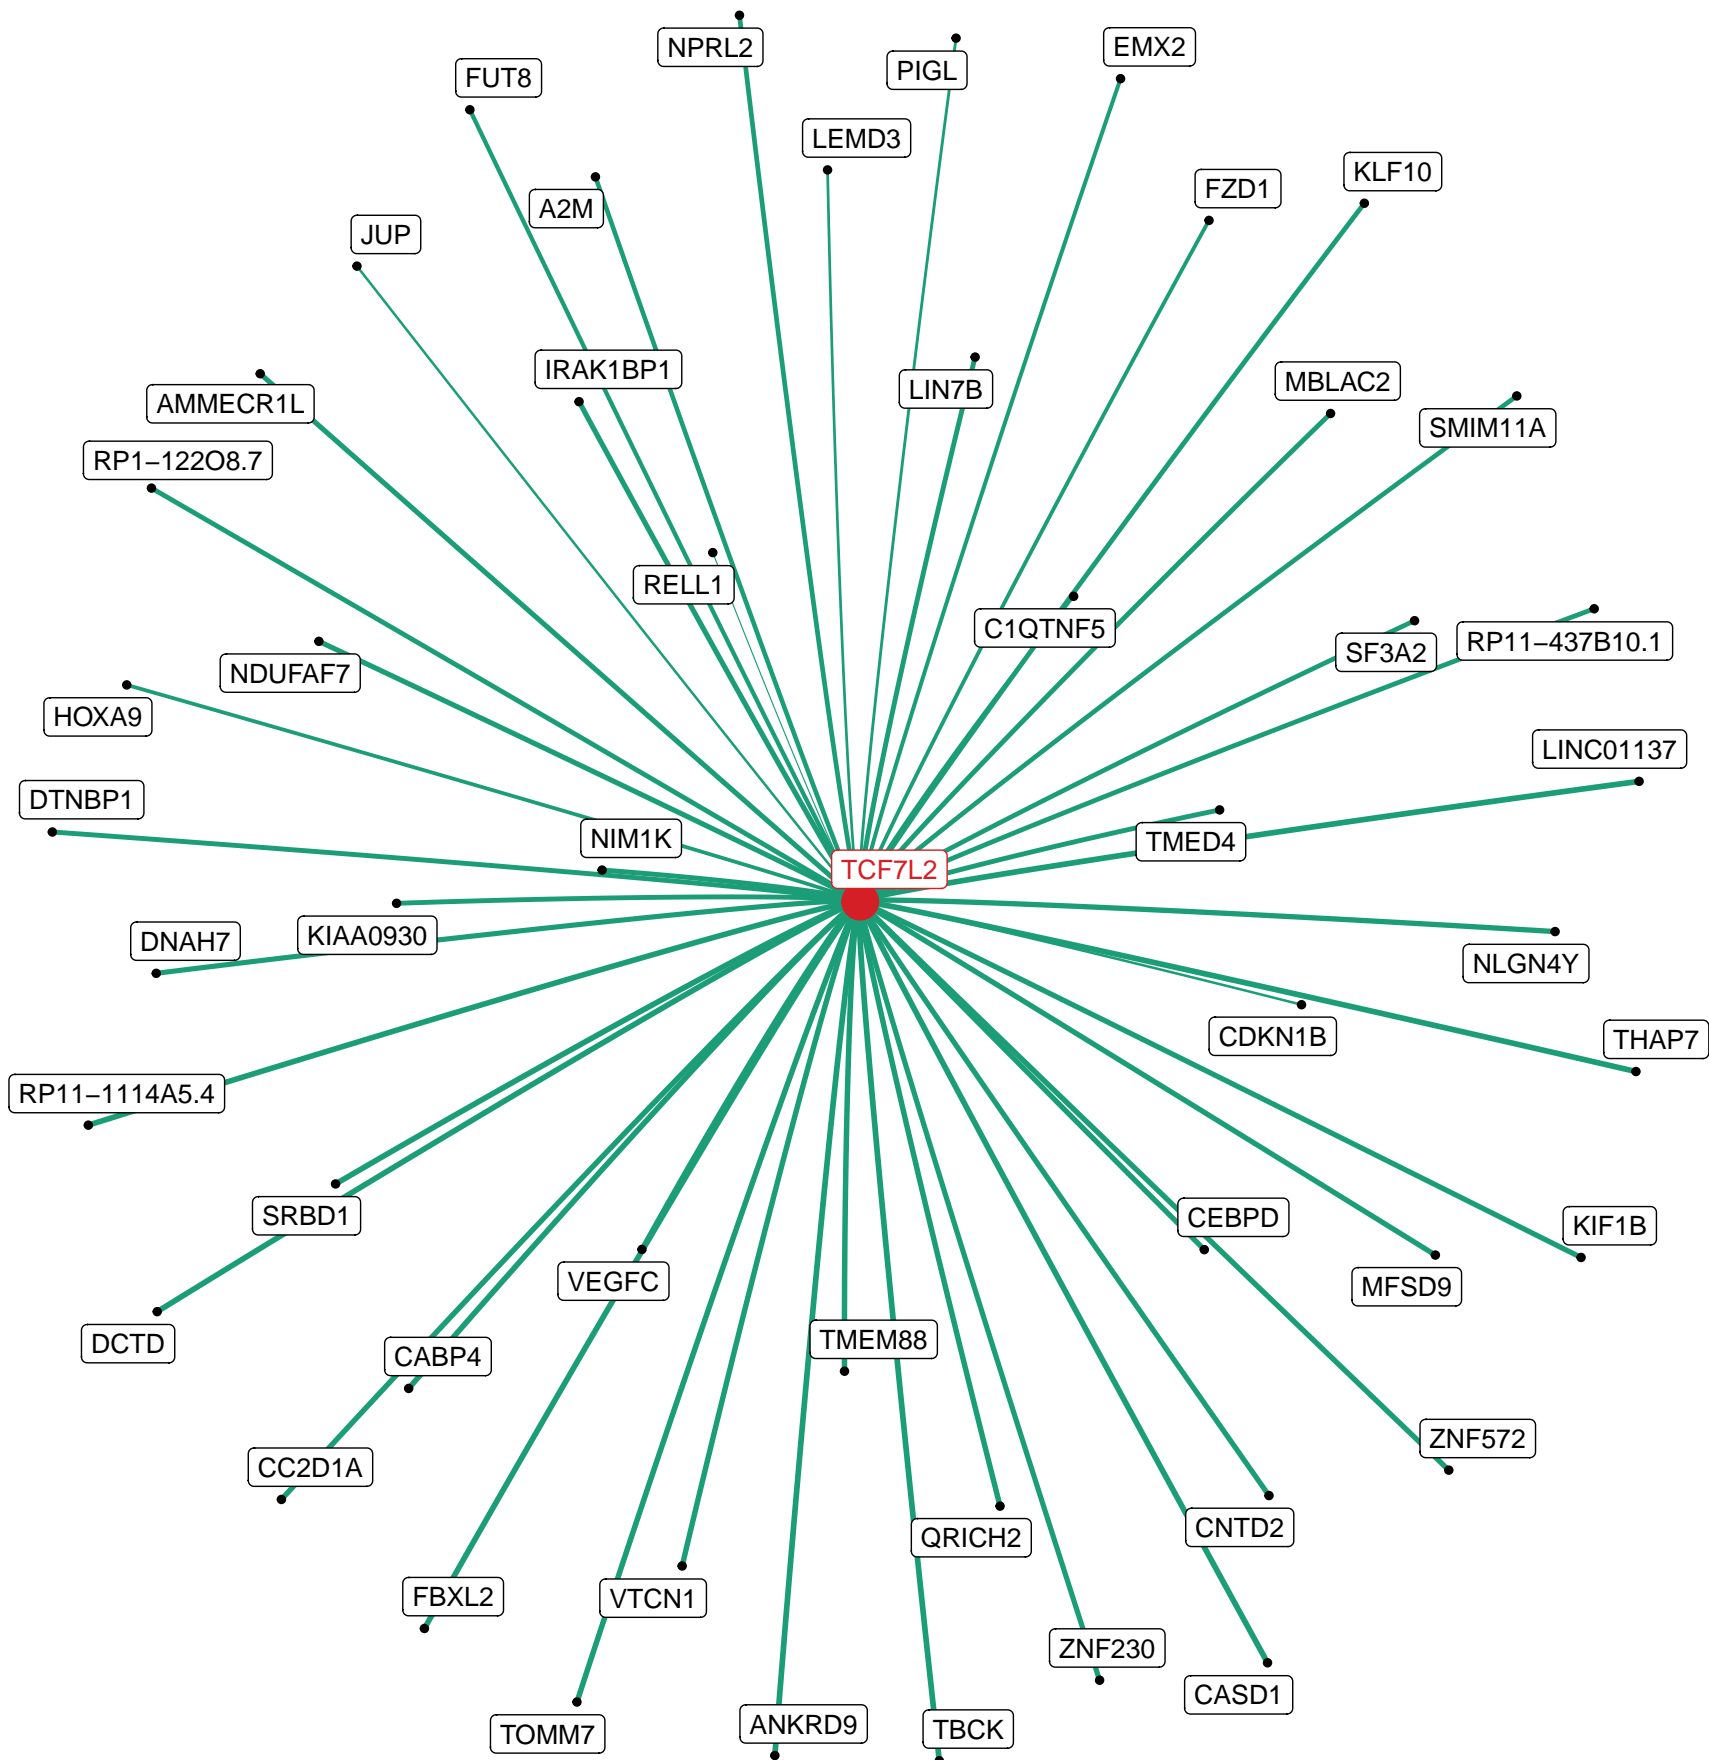 NPRL2
EMX2
PIGL
FUT8
LEMD3
KLF10
FZD1
A2M
JUP
IRAK1BP1
MBLAC2
LIN7B
AMMECR1L
SMIM11A
RP1−122O8.7
RELL1
C1QTNF5
RP11−437B10.1
SF3A2
NDUFAF7
HOXA9
LINC01137
DTNBP1
NIM1K
TMED4
TCF7L2
KIAA0930
DNAH7
NLGN4Y
CDKN1B
THAP7
RP11−1114A5.4
SRBD1
CEBPD
KIF1B
VEGFC
MFSD9
TMEM88
DCTD
CABP4
ZNF572
CC2D1A
CNTD2
QRICH2
FBXL2
VTCN1
ZNF230
CASD1
ANKRD9
TBCK
TOMM7